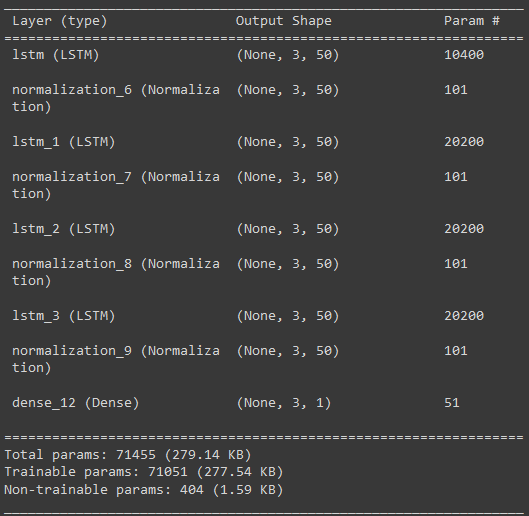 Layer (type) Output Shape Param #
=================================================================
lstm (LSTM) (None, 3, 50) 10400
normalization_6 (Normaliza (None, 3, 50) 101
tion)
lstm_1 (LSTM) (None, 3, 50) 20200
normalization_7 (Normaliza (None, 3, 50) 101
tion)
lstm_2 (LSTM) (None, 3, 50) 20200
normalization_8 (Normaliza (None, 3, 50) 101
tion)
lstm_3 (LSTM) (None, 3, 50) 20200
normalization_9 (Normaliza (None, 3, 50) 101
tion)
dense_12 (Dense) (None, 3, 1) 51
=================================================================
Total params: 71455 (279.14 KB)
Trainable params: 71051 (277.54 KB)
Non-trainable params: 404 (1.59 KB)